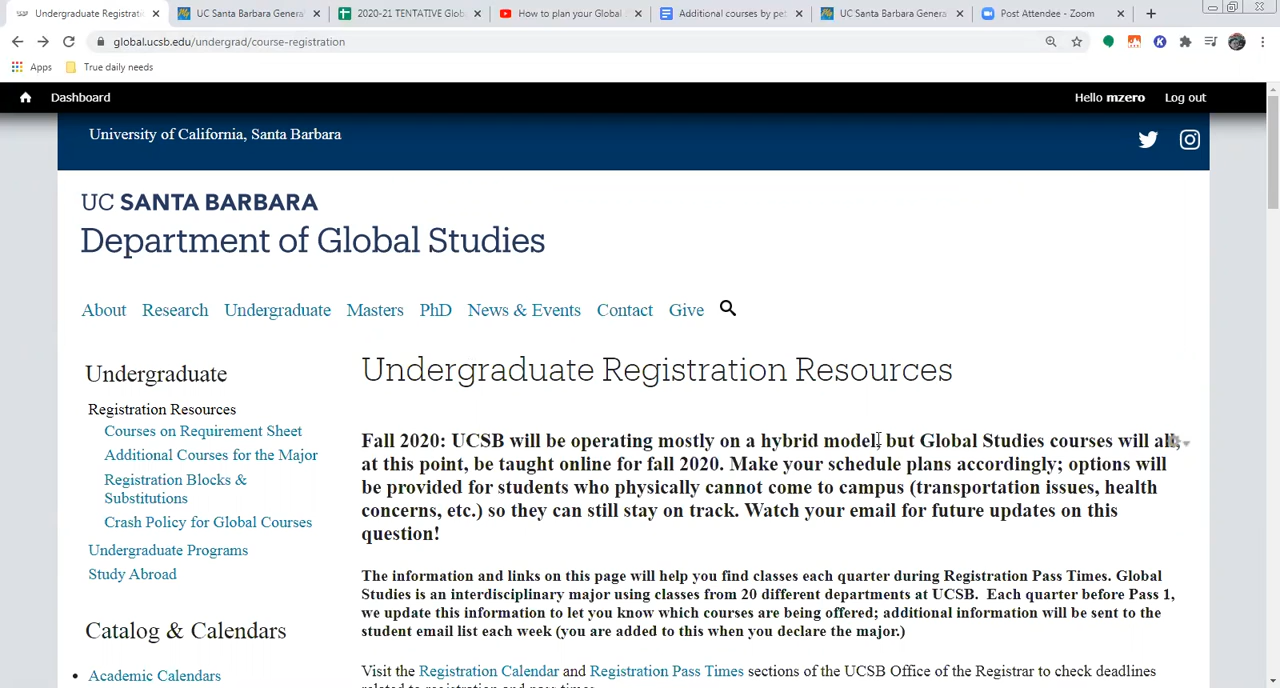 Undergraduate Registrati
UC Santa Barbara Genera
2020-21 TENTATIVE Glob
How to plan your Global
Additional courses by pe
UC Santa Barbara Genera
Post Attendee - Zoom
global.ucsb.edu/undergrad/course-registration
Apps
True daily needs
Dashboard
Hello mzero
Log out
University of California, Santa Barbara
UC SANTA BARBARA
Department of Global Studies
About
Research
Undergraduate
Masters
PhD
News & Events
Contact
Give
Undergraduate
Registration Resources
Courses on Requirement Sheet
Additional Courses for the Major
Registration Blocks &
Substitutions
Crash Policy for Global Courses
Undergraduate Programs
Study Abroad
Catalog & Calendars
Academic Calendars
Undergraduate Registration Resources
Fall 2020: UCSB will be operating mostly on a hybrid model, but Global Studies courses will all,
at this point, be taught online for fall 2020. Make your schedule plans accordingly; options will
be provided for students who physically cannot come to campus (transportation issues, health
concerns, etc.) so they can still stay on track. Watch your email for future updates on this
question!
The information and links on this page will help you find classes each quarter during Registration Pass Times. Global
Studies is an interdisciplinary major using classes from 20 different departments at UCSB. Each quarter before Pass 1,
we update this information to let you know which courses are being offered; additional information will be sent to the
student email list each week (you are added to this when you declare the major.)
Visit the Registration Calendar and Registration Pass Times sections of the UCSB Office of the Registrar to check deadlines
related to registration and pass times.